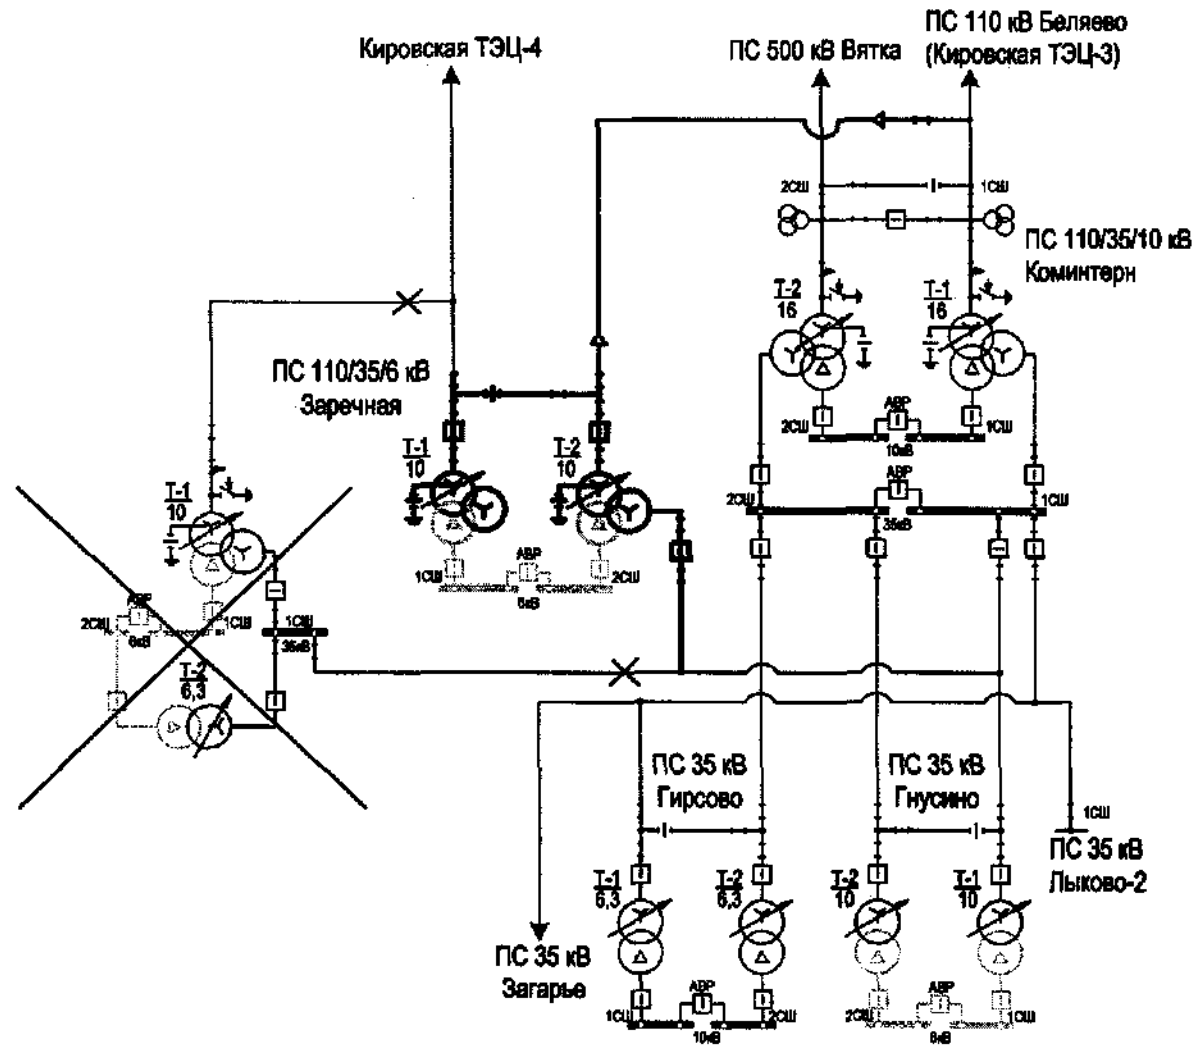 ПС 110 кВ Беляево
(Кировская ТЭЦ-3)
Кировская ТЭЦ-4
ПС 500 кВ Вятка
2СШ
1СШ
ПС 110/35/10 кВ
Коминтерн
Т-2
16
Т-1
16
ПС 110/35/6 кВ
Заречная
АВР
2СШ
1СШ
10кВ
Т-1
10
Т-2
10
АВР
2СШ
1СШ
35кВ
Т-1
10
АВР
1СШ
2СШ
6кВ
АВР
2СШ
1СШ
6кВ
1СШ
35кВ
Т-2
6,3
ПС 35 кВ
Гирсово
ПС 35 кВ
Гнусино
1СШ
ПС 35 кВ
Лыково-2
Т-1
6,3
Т-2
6,3
Т-2
10
Т-1
10
ПС 35 кВ
Загарье
АВР
1СШ
2СШ
10кВ
АВР
2СШ
1СШ
6кВ